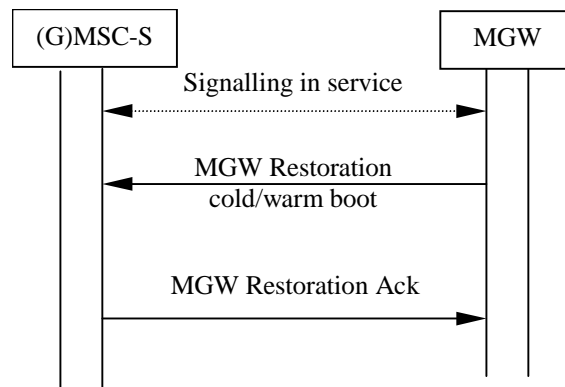 (G)MSC-S
MGW
Signalling in service
MGW Restoration
cold/warm boot
MGW Restoration Ack